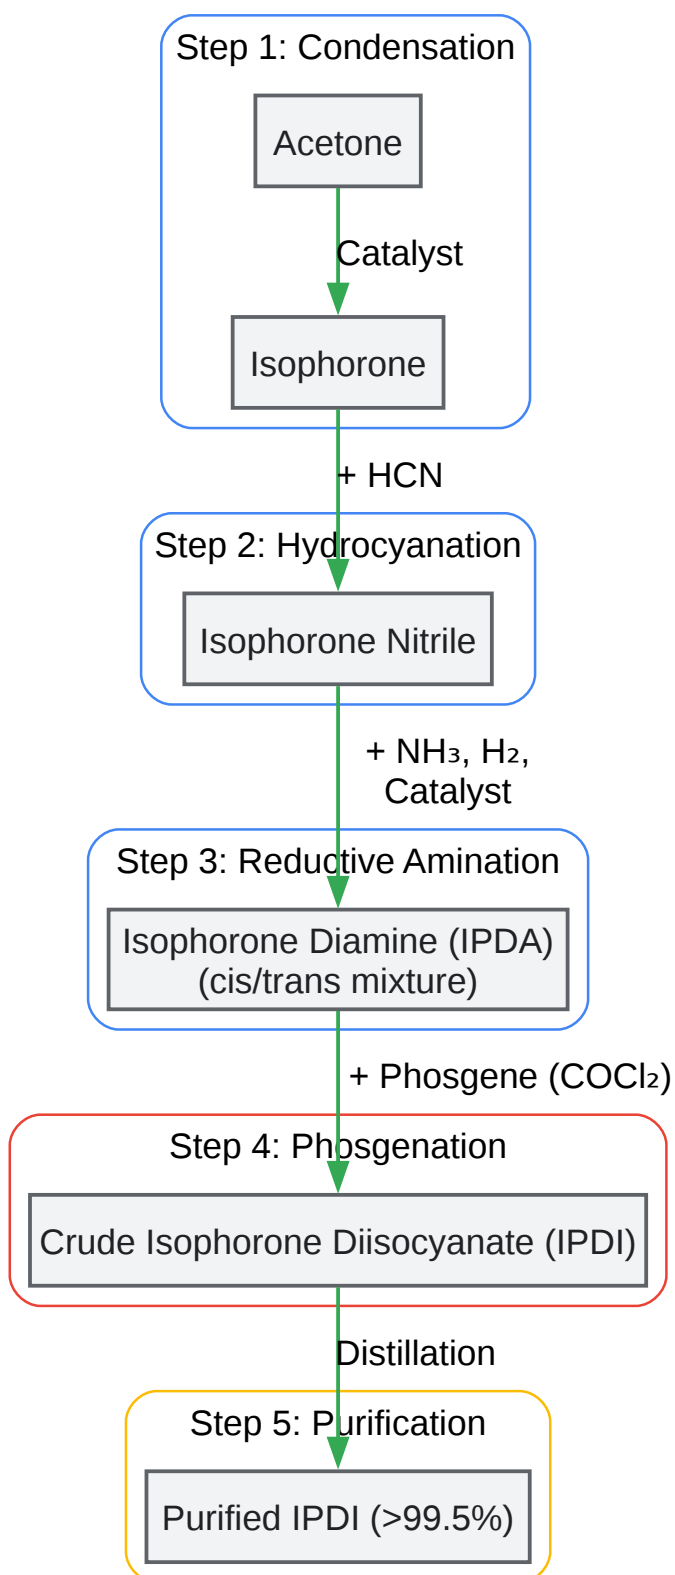 Step 1: Condensation
Acetone
Catalyst
Isophorone
+ HCN
Step 2: Hydrocyanation
Isophorone Nitrile
+ NH₃, H₂,
Catalyst
Step 3: Reductive Amination
Isophorone Diamine (IPDA)
(cis/trans mixture)
+ Phosgene (COCl₂)
Step 4: Phosgenation
Crude Isophorone Diisocyanate (IPDI)
Distillation
Step 5: Purification
Purified IPDI (>99.5%)